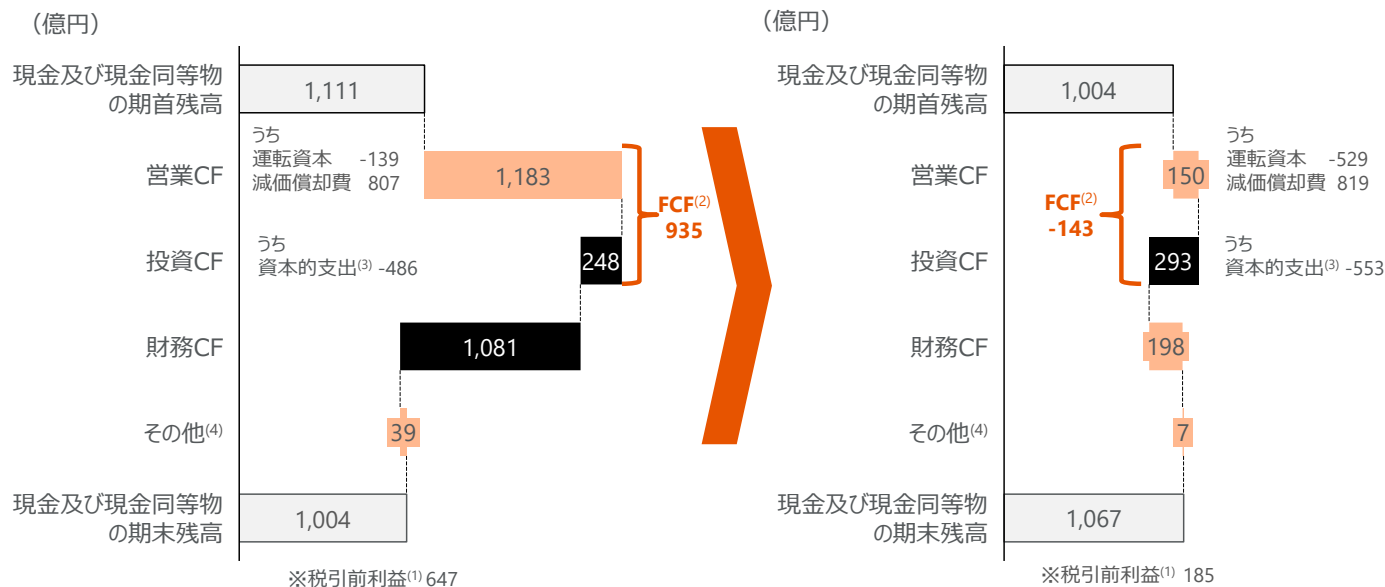 （億円）
現金及び現金同等物
の期首残高
1,111
営業CF
うち
運転資本 -139
減価償却費 807
1,183
FCF(2)
935
投資CF
うち
資本的支出(3) -486
248
財務CF
1,081
その他(4)
39
現金及び現金同等物
の期末残高
1,004
※税引前利益(1) 647
（億円）
現金及び現金同等物
の期首残高
1,004
営業CF
150
うち
運転資本 -529
減価償却費 819
FCF(2)
-143
投資CF
293
うち
資本的支出(3) -553
財務CF
198
その他(4)
7
現金及び現金同等物
の期末残高
1,067
※税引前利益(1) 185